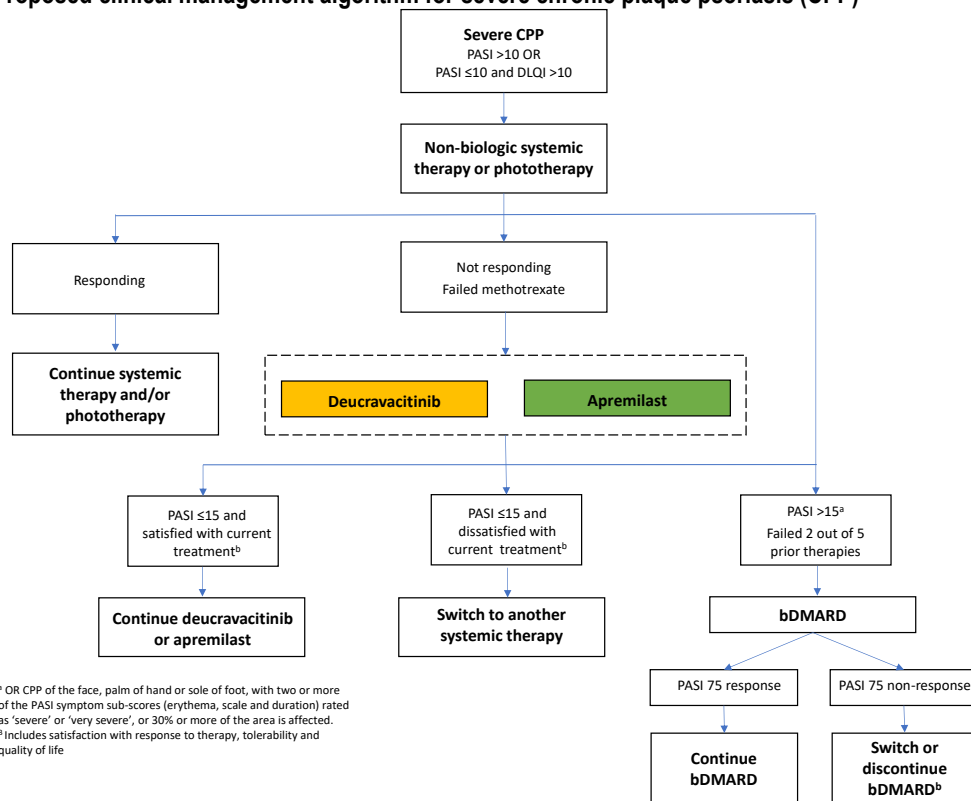 roposed clinical management algorithm for severe chronic plaque psoriasis (CPP)
Severe CPP
PASI >10 OR
PASI ≤10 and DLQI >10
Non-biologic systemic
therapy or phototherapy
Responding
Not responding
Failed methotrexate
Continue systemic
therapy and/or
phototherapy
Deucravacitinib
Apremilast
PASI ≤15 and
satisfied with current
treatmentᵇ
PASI ≤15 and
dissatisfied with
current treatmentᵇ
PASI >15ᵃ
Failed 2 out of 5
prior therapies
Continue deucravacitinib
or apremilast
Switch to another
systemic therapy
bDMARD
PASI 75 response
PASI 75 non-response
Continue
bDMARD
Switch or
discontinue
bDMARDᵇ
ᵃ OR CPP of the face, palm of hand or sole of foot, with two or more
of the PASI symptom sub-scores (erythema, scale and duration) rated
as ‘severe’ or ‘very severe’, or 30% or more of the area is affected.
ᵃ Includes satisfaction with response to therapy, tolerability and
quality of life